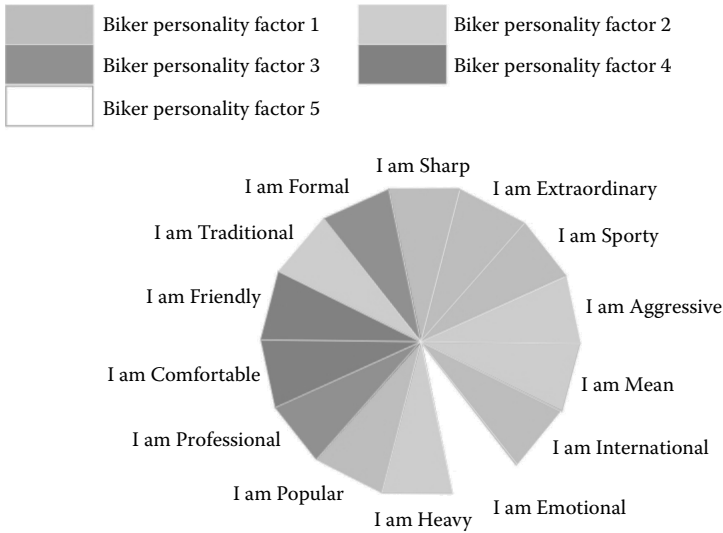 Biker personality factor 1
Biker personality factor 2
Biker personality factor 3
Biker personality factor 4
Biker personality factor 5
I am Sharp
I am Formal
I am Extraordinary
I am Traditional
I am Sporty
I am Friendly
I am Aggressive
I am Comfortable
I am Mean
I am Professional
I am International
I am Popular
I am Emotional
I am Heavy